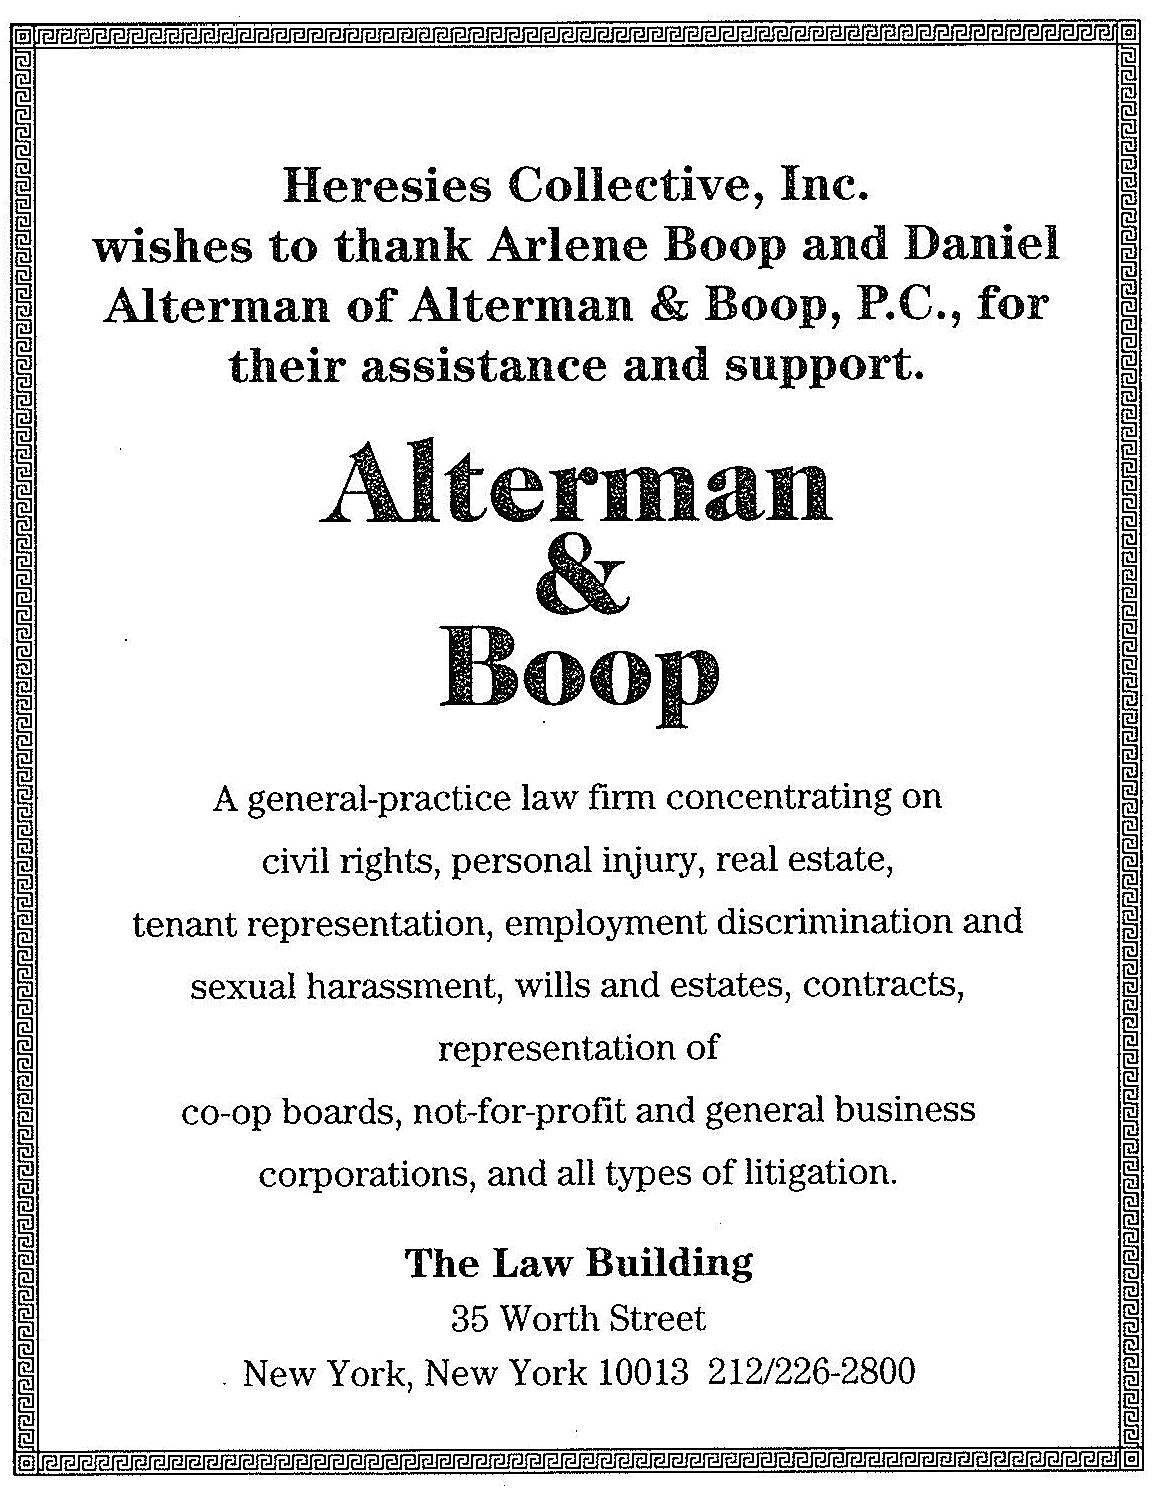 Heresies Collective, Inc.
wishes to thank Arlene Boop and Daniel
Alterman of Alterman & Boop, P.C., for
their assistance and support.
Alterman
&
Boop
A general-practice law firm concentrating on
civil rights, personal injury, real estate,
tenant representation, employment discrimination and
sexual harassment, wills and estates, contracts,
representation of
co-op boards, not-for-profit and general business
corporations, and all types of litigation.
The Law Building
35 Worth Street
New York, New York 10013 212/226-2800